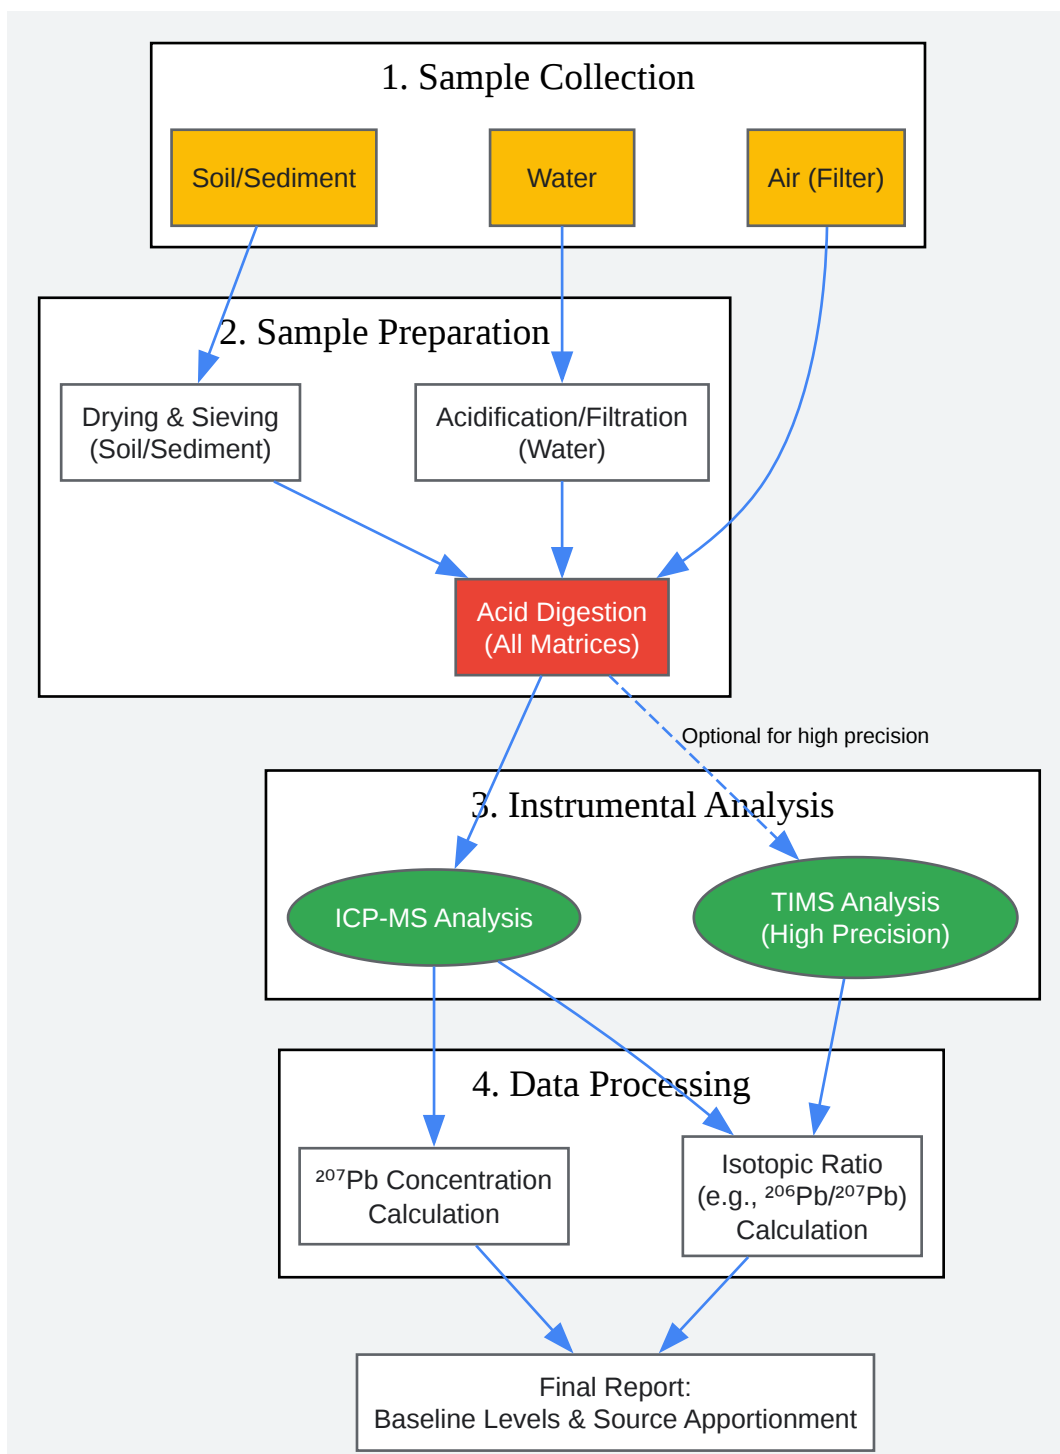 1. Sample Collection
Soil/Sediment
Water
Air (Filter)
2. Sample Preparation
Drying & Sieving
(Soil/Sediment)
Acidification/Filtration
(Water)
Acid Digestion
(All Matrices)
Optional for high precision
3. Instrumental Analysis
ICP-MS Analysis
TIMS Analysis
(High Precision)
4. Data Processing
²⁰⁷Pb Concentration
Calculation
Isotopic Ratio
(e.g., ²⁰⁶Pb/²⁰⁷Pb)
Calculation
Final Report:
Baseline Levels & Source Apportionment